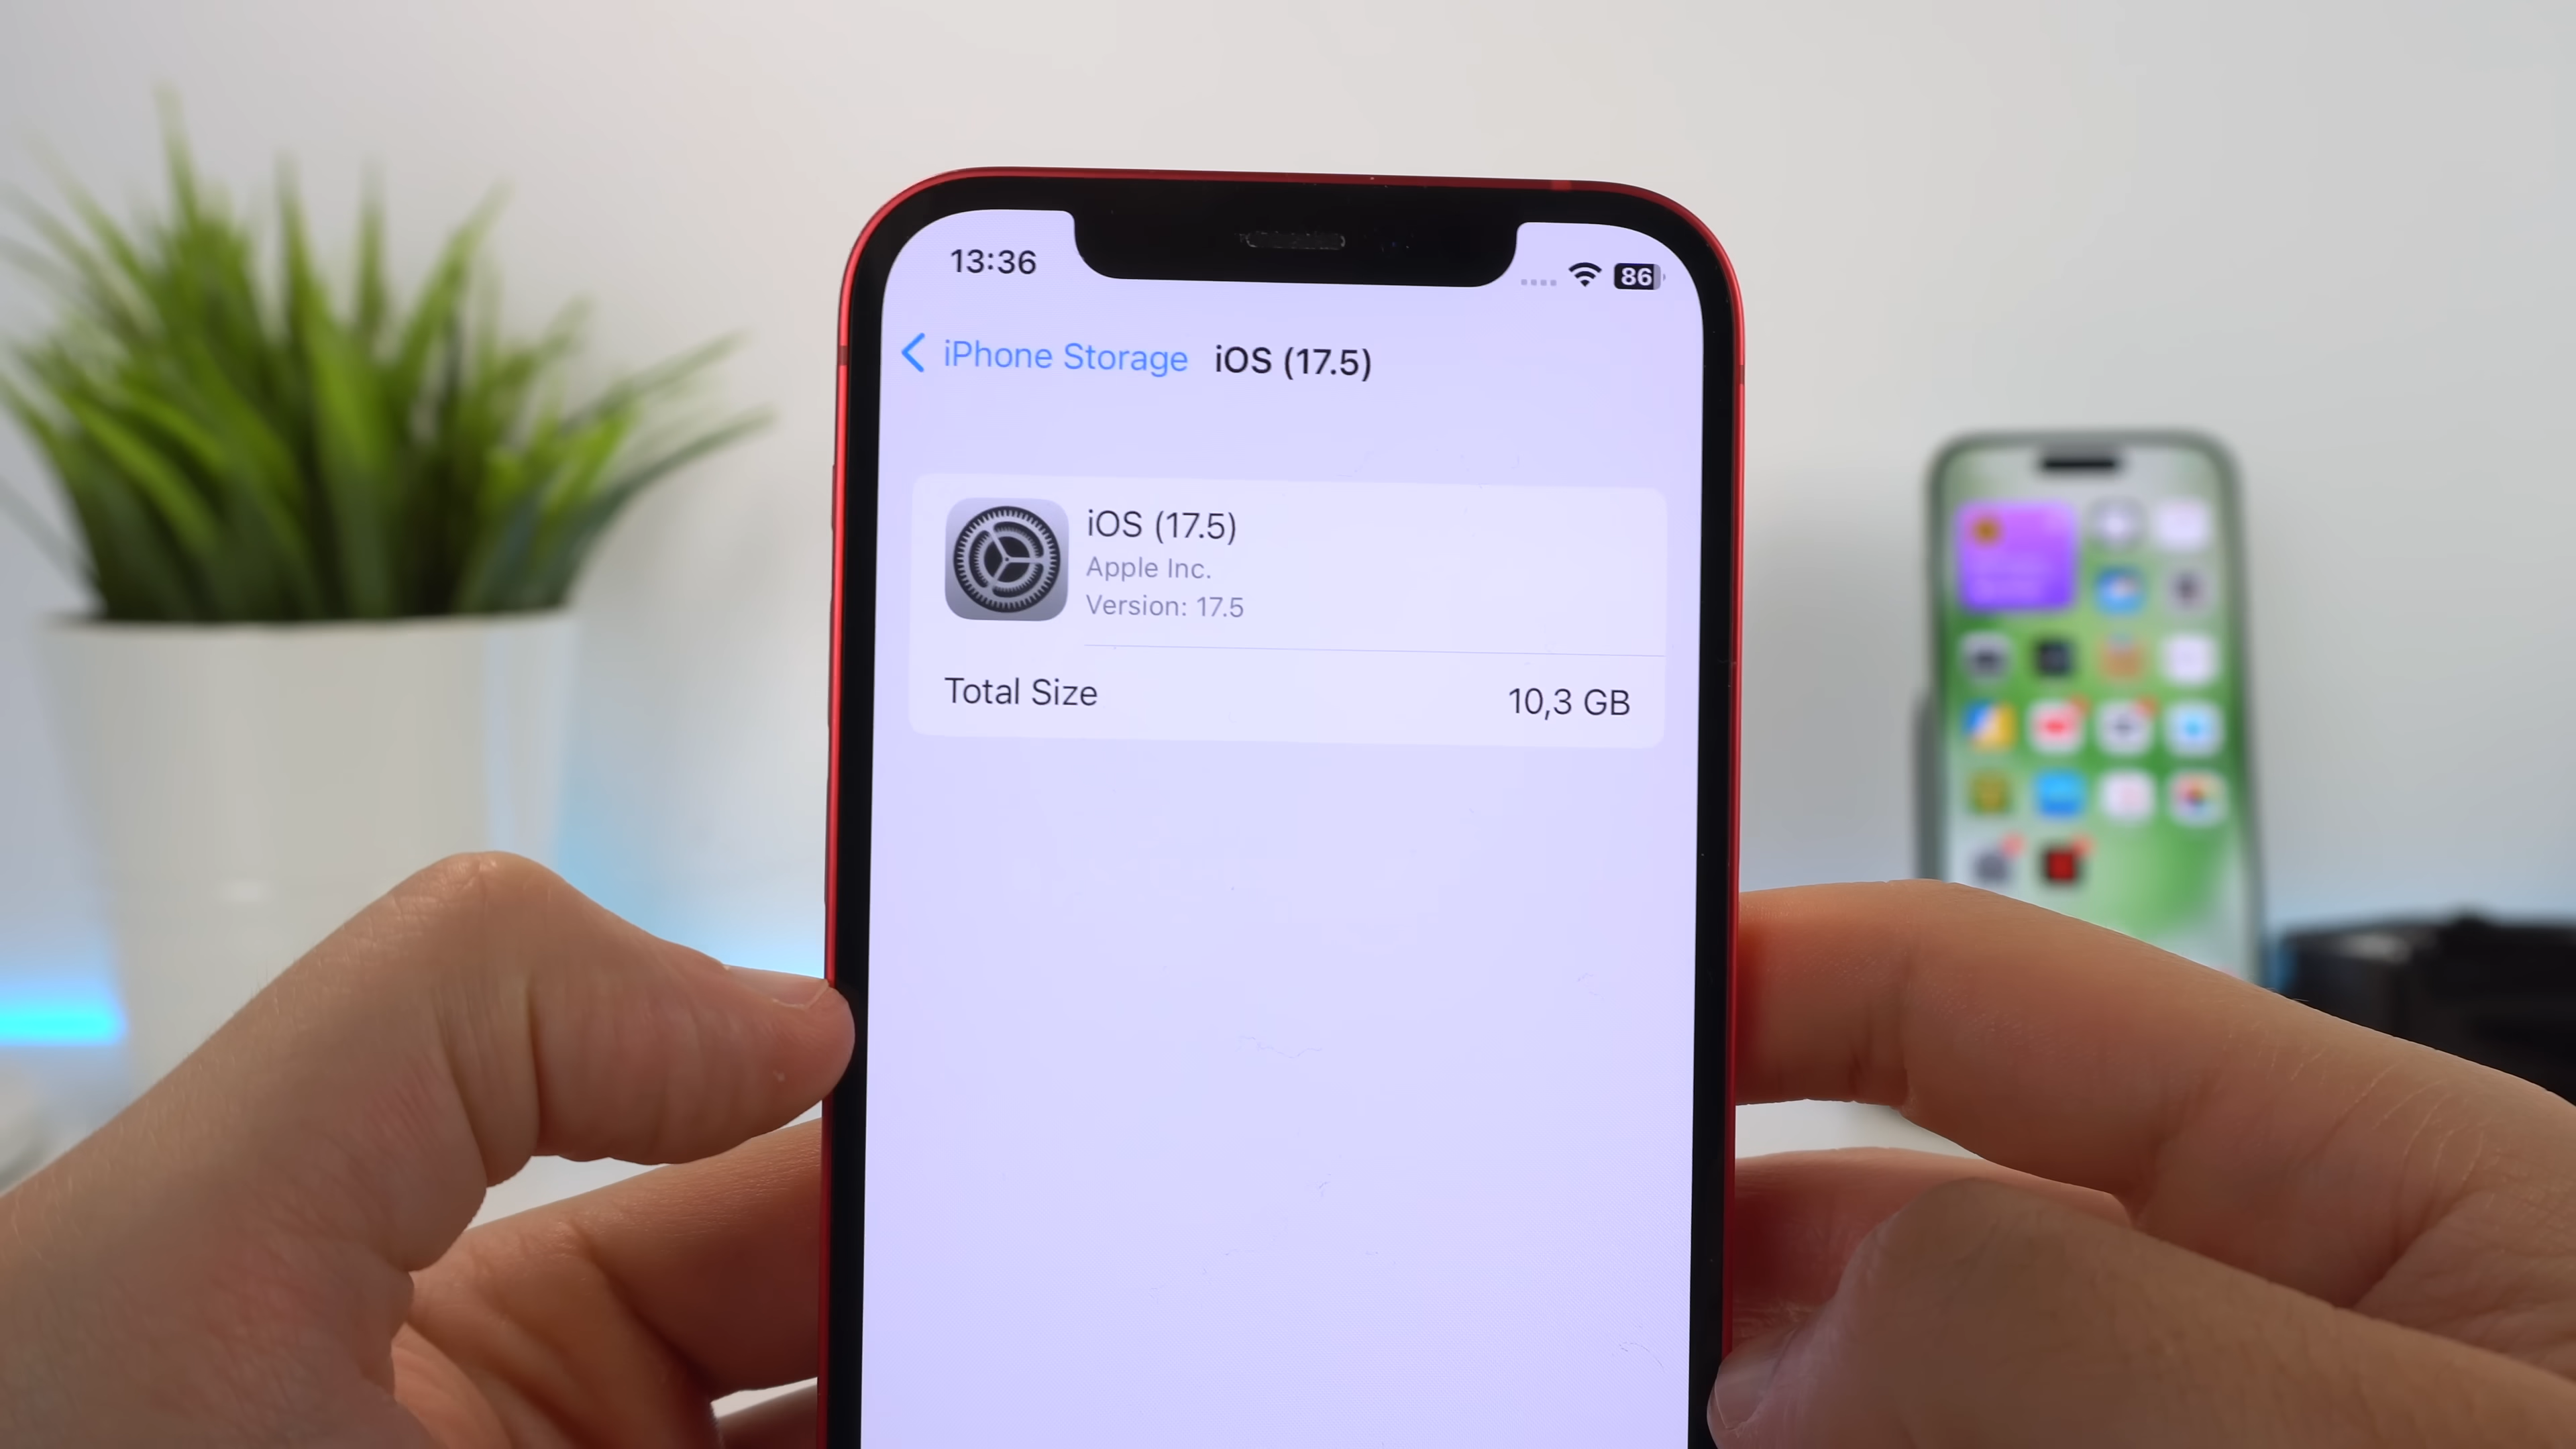 13:36
86
iPhone Storage iOS (17.5)
iOS (17.5)
Apple Inc.
Version: 17.5
Total Size 10,3 GB